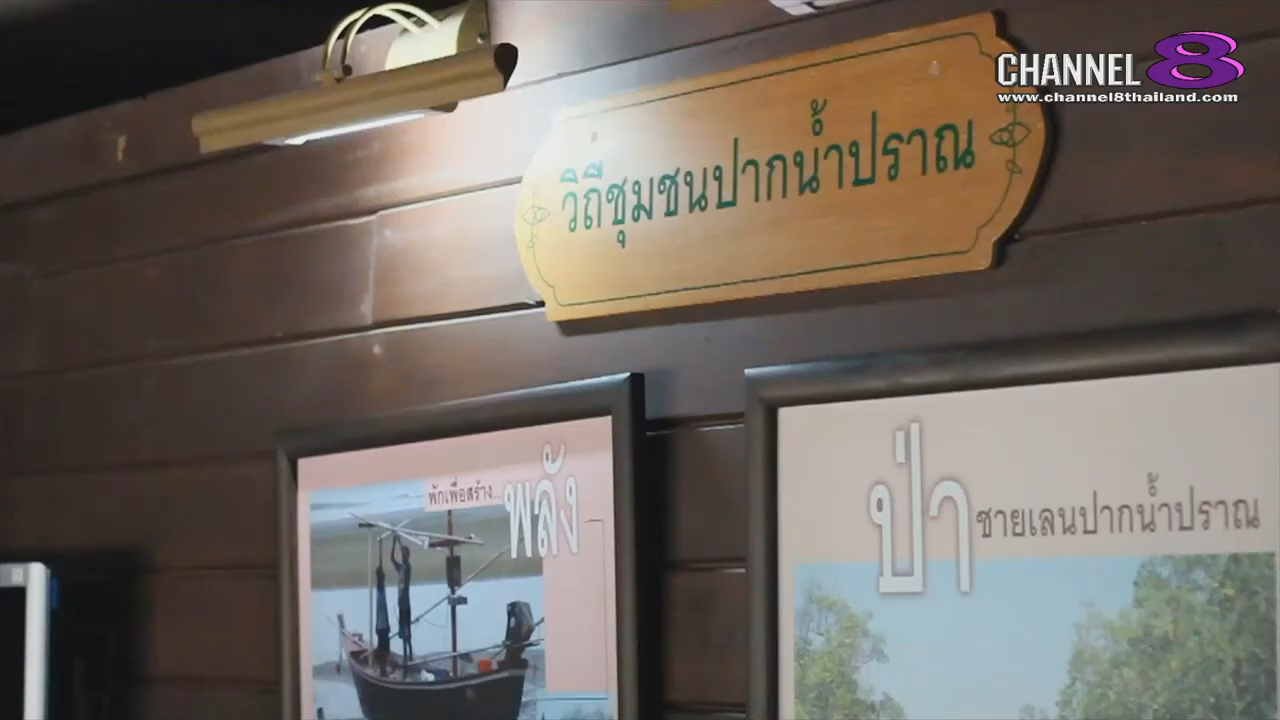 CHANNEL 8
www.channel8thailand.com
วิถีชุมชนปากน้ำปราณ
พักเพื่อสร้าง...พลัง
ป่าชายเลนปากน้ำปราณ